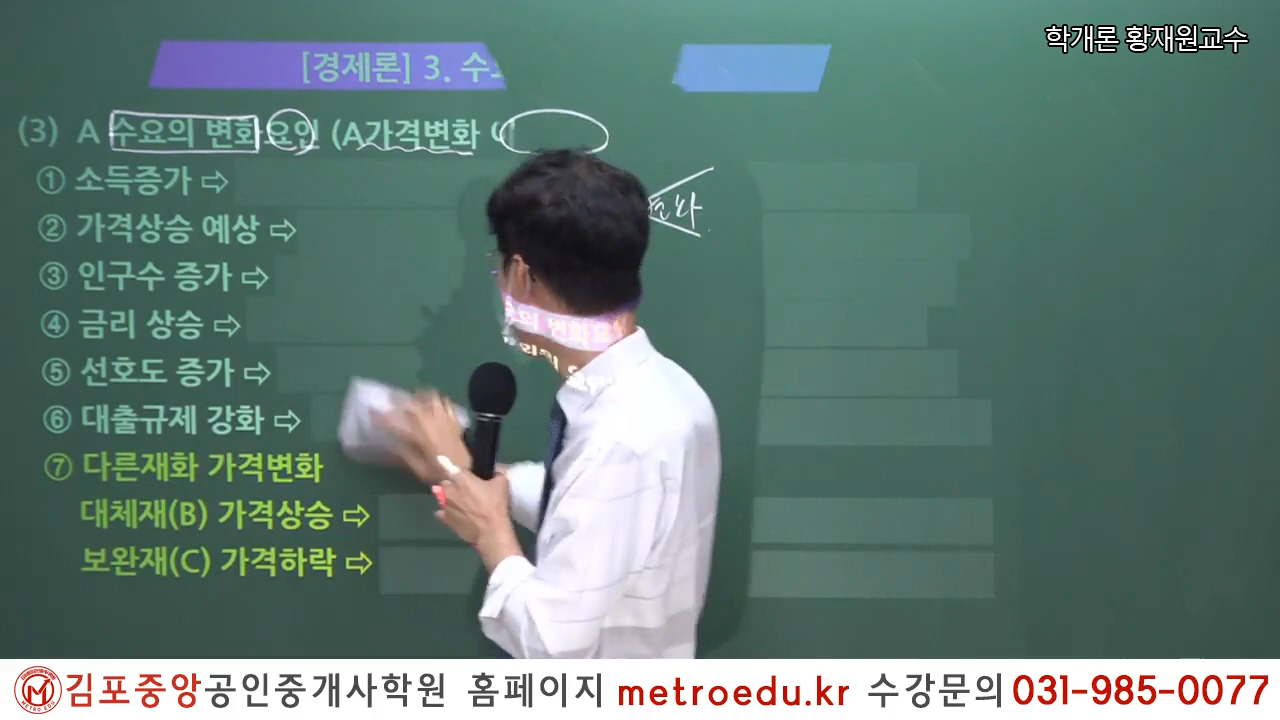 학개론 황재원교수
[경제론] 3.
(3) A 수요의 변화요인 (A가격변화
① 소득증가 ⇨
② 가격상승 예상 ⇨
③ 인구수 증가 ⇨
④ 금리 상승 ⇨
⑤ 선호도 증가 ⇨
⑥ 대출규제 강화 ⇨
⑦ 다른재화 가격변화
대체재(B) 가격상승 ⇨
보완재(C) 가격하락 ⇨
김포중앙공인중개사학원 홈페이지 metroedu.kr 수강문의 031-985-0077